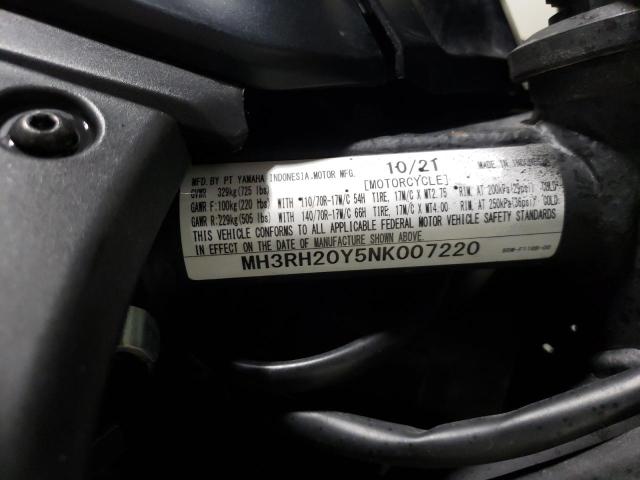 MFD. BY PT YAMAHA INDONESIA MOTOR MFG. 10/21 MADE IN INDONESIA
GVWR 329kg(725 lbs) [MOTORCYCLE]
GAWR F:100kg(220 lbs) WITH 110/70R-17M/C 54H TIRE, 17M/C X MT2.75 RIM, AT 200kPa(29psi) COLD
GAWR R:229kg(505 lbs) WITH 140/70R-17M/C 66H TIRE, 17M/C X MT4.00 RIM, AT 250kPa(36psi) COLD.
THIS VEHICLE CONFORMS TO ALL APPLICABLE FEDERAL MOTOR VEHICLE SAFETY STANDARDS
IN EFFECT ON THE DATE OF MANUFACTURE SHOWN ABOVE.
MH3RH20Y5NK007220